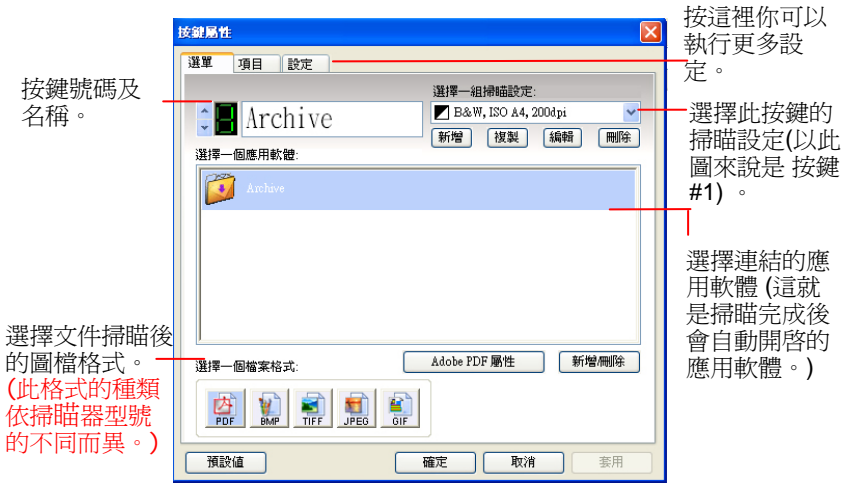 按鍵屬性
選單 項目 設定
按這裡你可以
執行更多設
定。
按鍵號碼及
名稱。
Archive
選擇一組掃瞄設定:
B&W, ISO A4, 200dpi
新增 複製 編輯 刪除
選擇此按鍵的
掃瞄設定(以此
圖來說是 按鍵
#1) 。
選擇一個應用軟體:
Archive
選擇連結的應
用軟體 (這就
是掃瞄完成後
會自動開啓的
應用軟體。)
選擇文件掃瞄後
的圖檔格式。
(此格式的種類
依掃瞄器型號
的不同而異。)
選擇一個檔案格式:
Adobe PDF 屬性 新增/刪除
PDF BMP TIFF JPEG GIF
預設值 確定 取消 套用